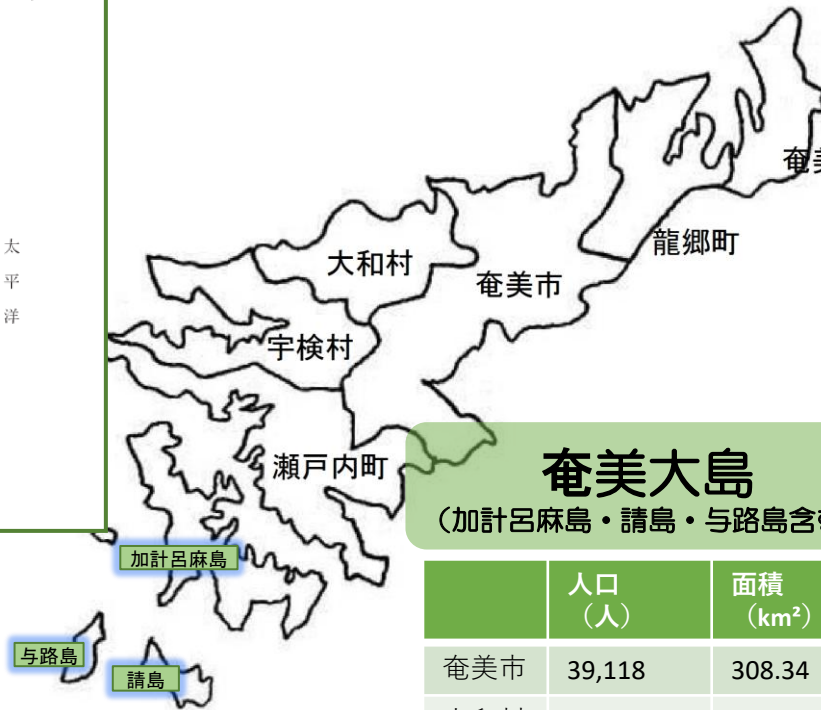 太
平
洋
奄美
龍郷町
大和村
奄美市
宇検村
瀬戸内町
加計呂麻島
与路島
請島
奄美大島
（加計呂麻島・請島・与路島含
人口
（人）
面積
（km²）
奄美市 39,118 308.34